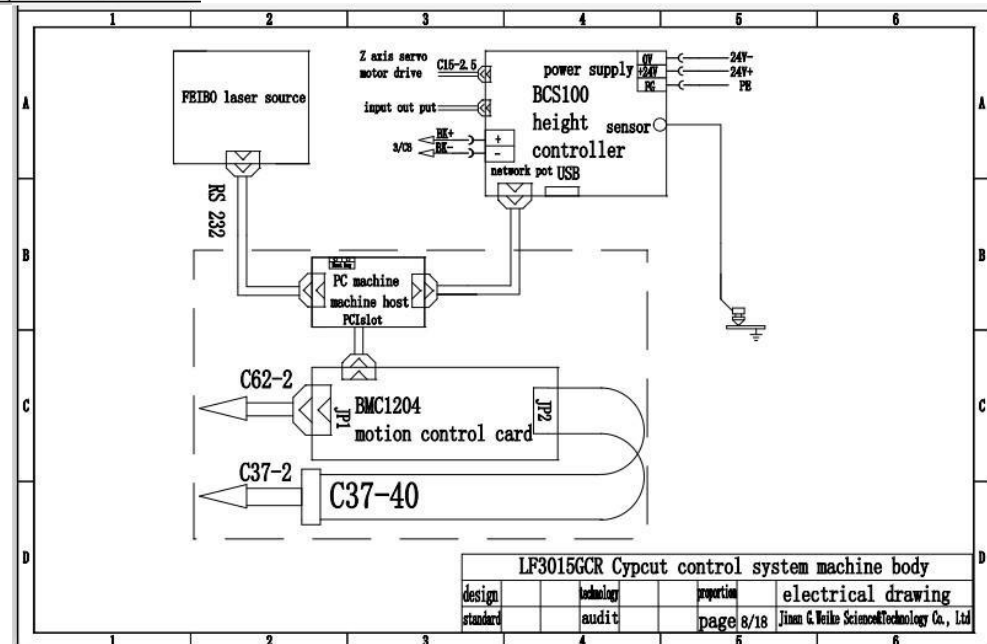 1 2 3 4 5 6
A A
B B
C C
D D
FEIBO laser source
Z axis servo
motor drive
C15-2.5
input out put
BK+
BK-
3/C8
+
-
power supply
0V
+24V
PG
24V-
24V+
PE
BCS100
height
controller
sensor
network pot USB
RS 232
PC machine
machine host
PCIslot
C62-2
JP1
BMC1204
motion control card
JP2
C37-2
C37-40
LF3015GCR Cypcut control system machine body
design technology proportion electrical drawing
standard audit page 8/18 Jinan G.Weike Science&Technology Co., Ltd
1 2 3 4 5 6